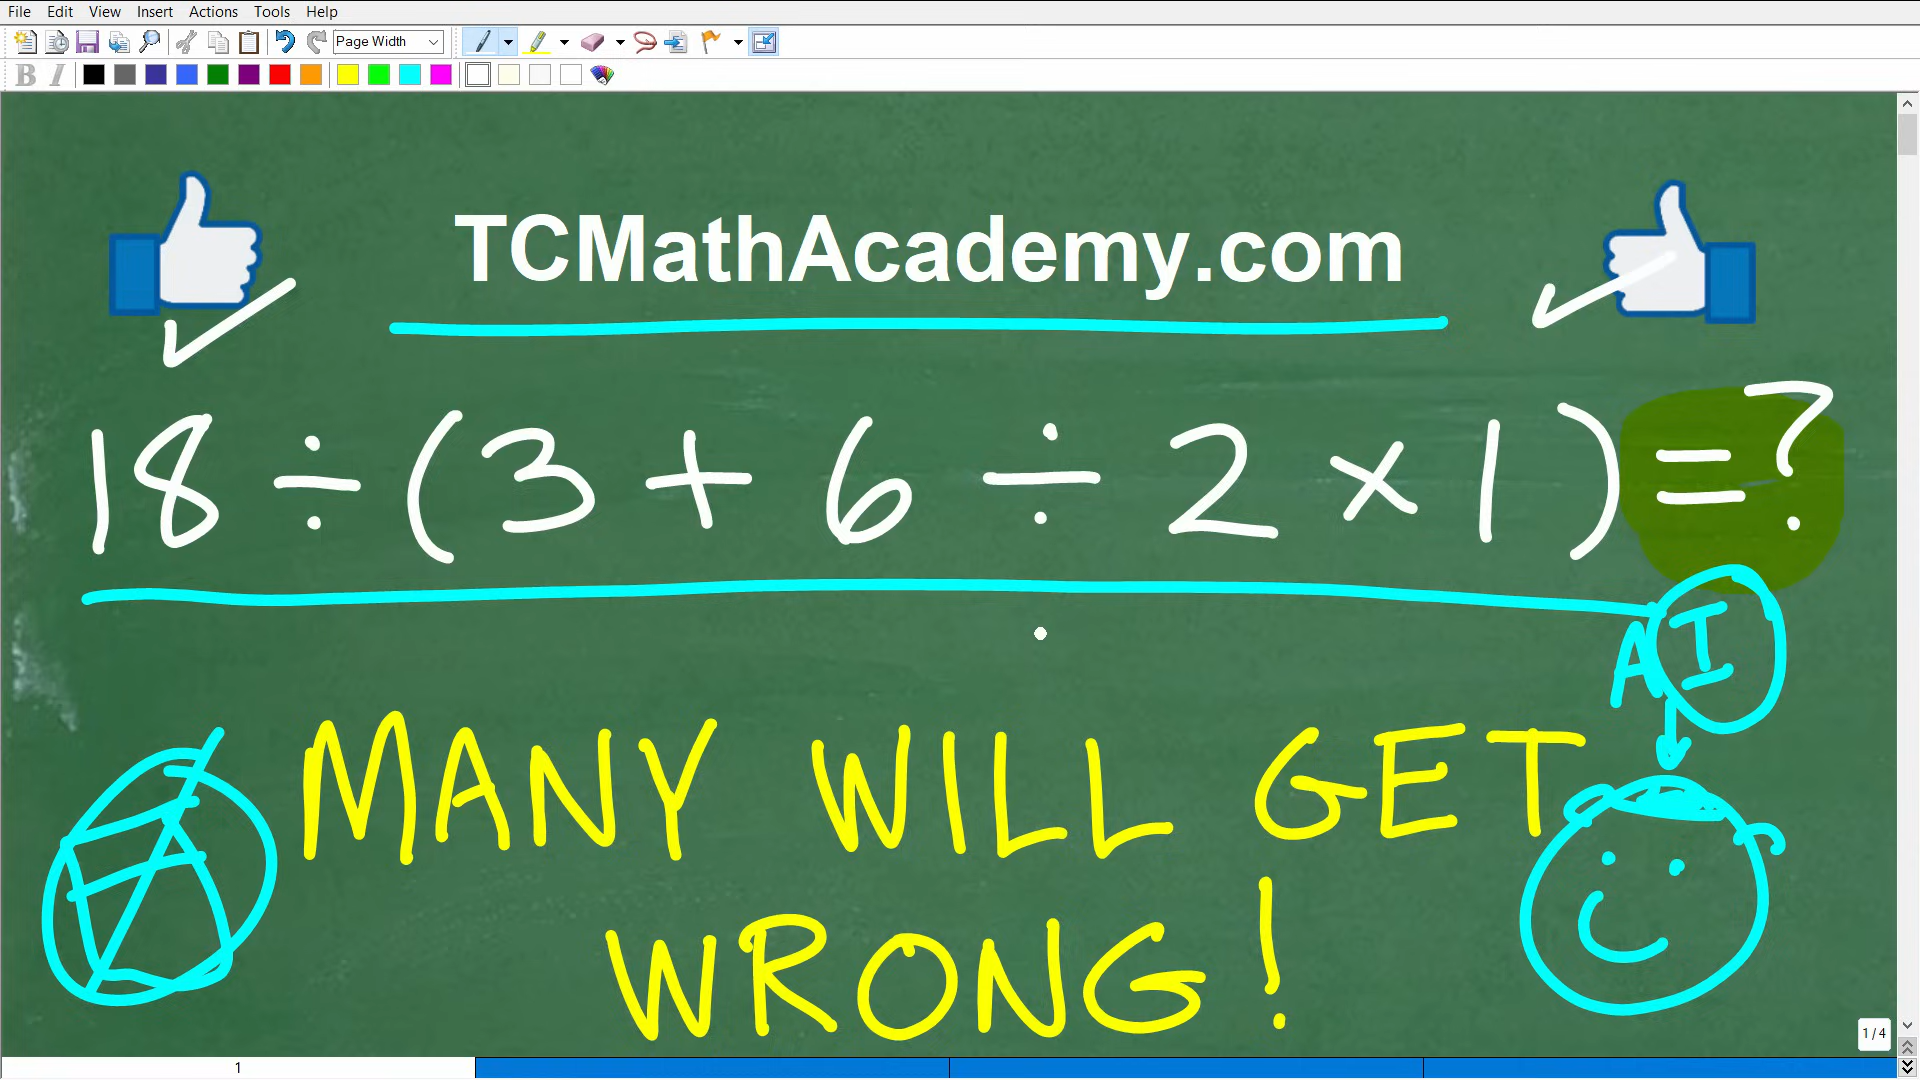 File Edit View Insert Actions Tools Help
Page Width
B I
TCMathAcademy.com
18 ÷ (3 + 6 ÷ 2 × 1) = ?
AI
MANY WILL GET
WRONG!
1 / 4
1